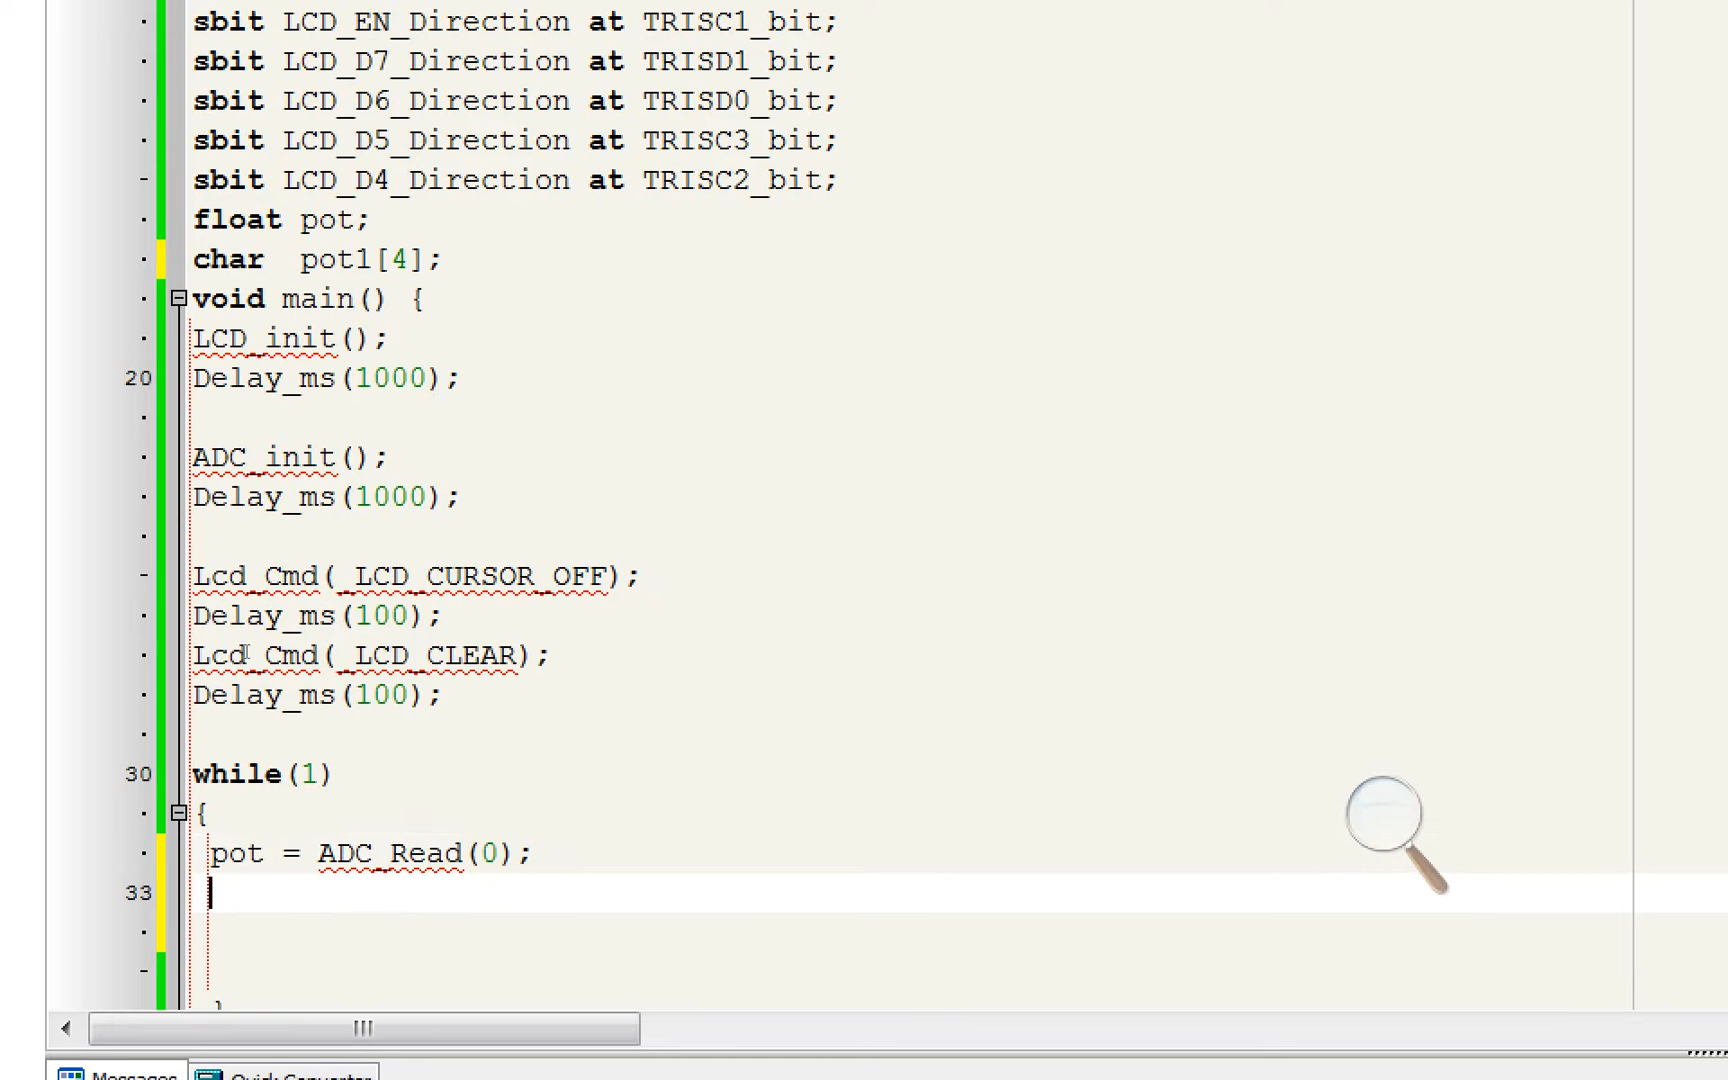 sbit LCD_EN_Direction at TRISC1_bit;
sbit LCD_D7_Direction at TRISD1_bit;
sbit LCD_D6_Direction at TRISD0_bit;
sbit LCD_D5_Direction at TRISC3_bit;
sbit LCD_D4_Direction at TRISC2_bit;
float pot;
char  pot1[4];
void main() {
LCD_init();
20 Delay_ms(1000);
ADC_init();
Delay_ms(1000);
Lcd_Cmd(_LCD_CURSOR_OFF);
Delay_ms(100);
Lcd_Cmd(_LCD_CLEAR);
Delay_ms(100);
30 while(1)
{
pot = ADC_Read(0);
33
}
Messages Quick Converter